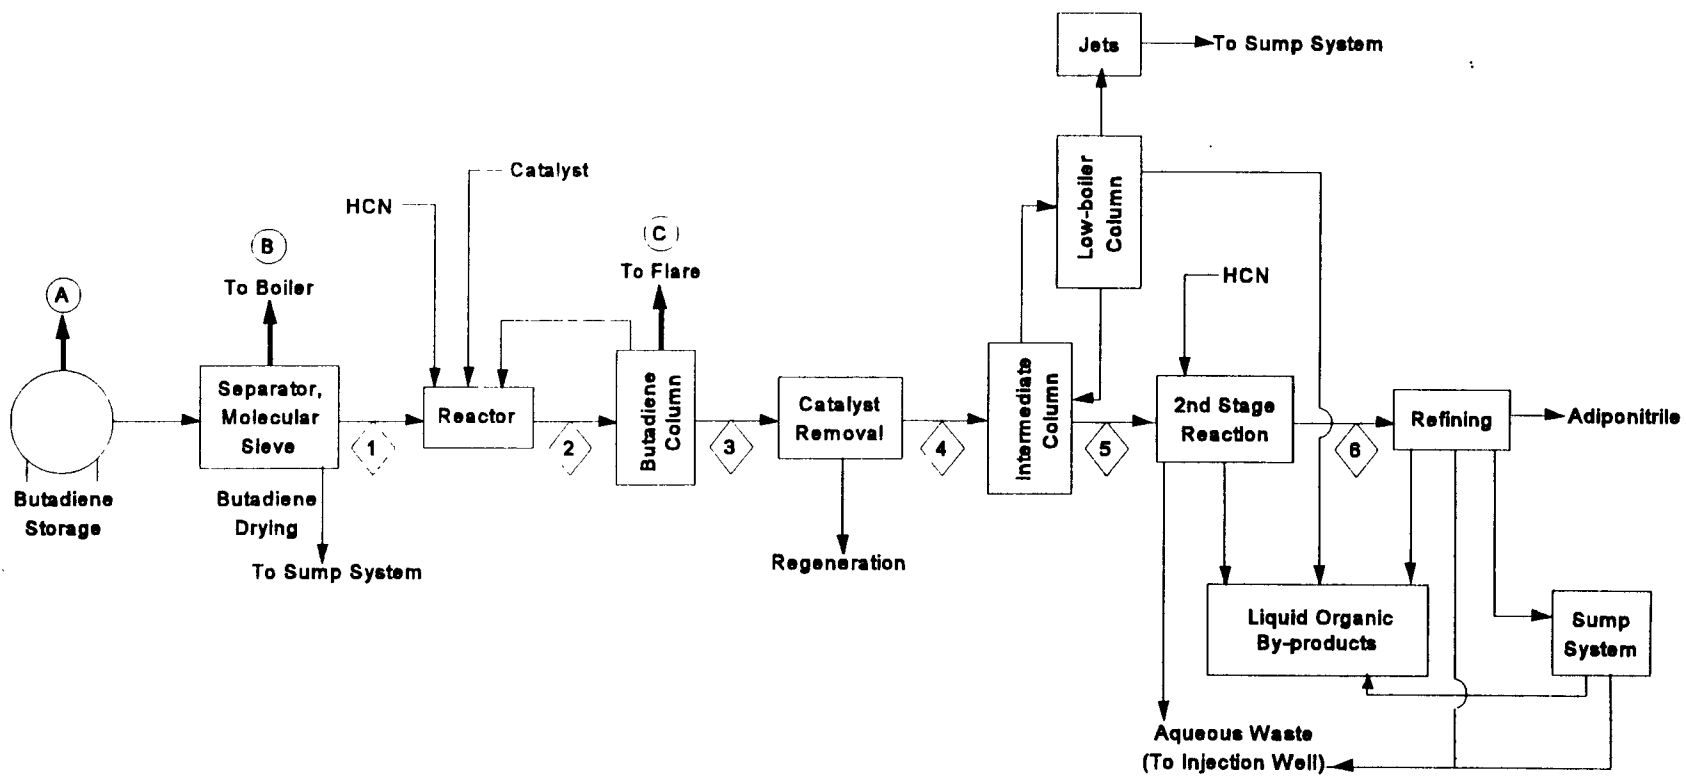 Jets
To Sump System
Low-boiler
Column
Catalyst
HCN
C
To Flare
B
To Boiler
A
HCN
Separator,
Molecular
Sieve
1
Reactor
2
Butadiene
Column
3
Catalyst
Removal
4
Intermediate
Column
5
2nd Stage
Reaction
6
Refining
Adiponitrile
Butadiene
Storage
Butadiene
Drying
To Sump System
Regeneration
Liquid Organic
By-products
Sump
System
Aqueous Waste
(To Injection Well)